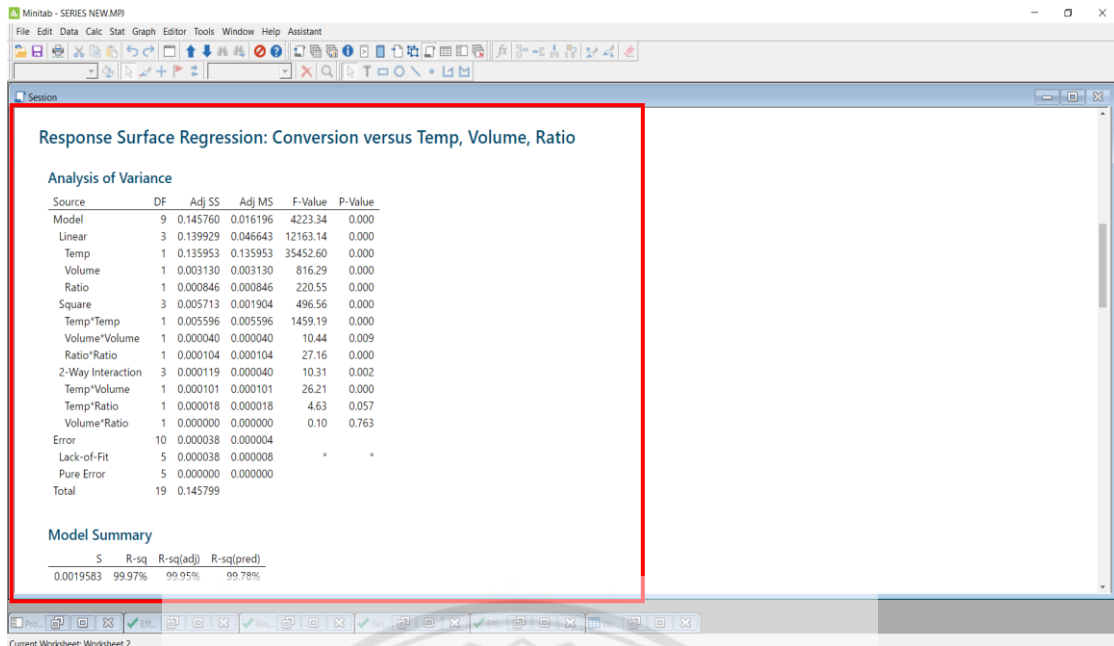 Minitab - SERIES NEW.MPJ
File Edit Data Calc Stat Graph Editor Tools Window Help Assistant
Session
Response Surface Regression: Conversion versus Temp, Volume, Ratio
Analysis of Variance
Source DF Adj SS Adj MS F-Value P-Value
Model 9 0.145760 0.016196 4223.34 0.000
Linear 3 0.139929 0.046643 12163.14 0.000
Temp 1 0.135953 0.135953 35452.60 0.000
Volume 1 0.003130 0.003130 816.29 0.000
Ratio 1 0.000846 0.000846 220.55 0.000
Square 3 0.005713 0.001904 496.56 0.000
Temp*Temp 1 0.005596 0.005596 1459.19 0.000
Volume*Volume 1 0.000040 0.000040 10.44 0.009
Ratio*Ratio 1 0.000104 0.000104 27.16 0.000
2-Way Interaction 3 0.000119 0.000040 10.31 0.002
Temp*Volume 1 0.000101 0.000101 26.21 0.000
Temp*Ratio 1 0.000018 0.000018 4.63 0.057
Volume*Ratio 1 0.000000 0.000000 0.10 0.763
Error 10 0.000038 0.000004
Lack-of-Fit 5 0.000038 0.000008 * *
Pure Error 5 0.000000 0.000000
Total 19 0.145799
Model Summary
S R-sq R-sq(adj) R-sq(pred)
0.0019583 99.97% 99.95% 99.78%
Pro... Eff...
Current Worksheet: Worksheet 2